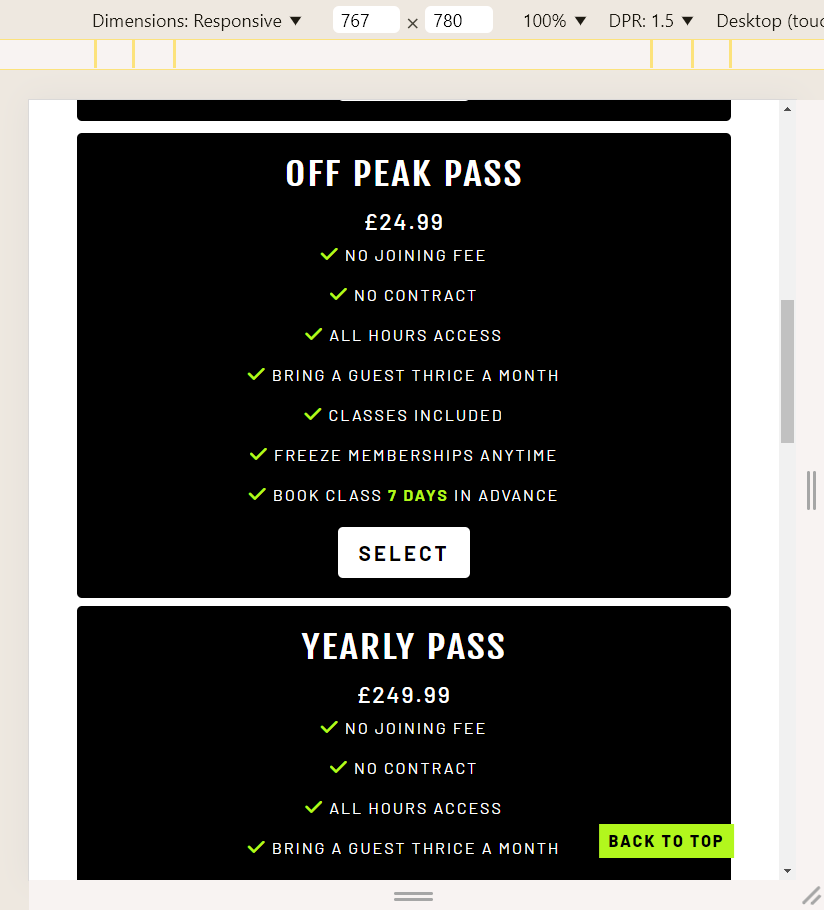 Dimensions: Responsive ▼ 767 × 780 100% ▼ DPR: 1.5 ▼ Desktop (touc
OFF PEAK PASS
£24.99
NO JOINING FEE
NO CONTRACT
ALL HOURS ACCESS
BRING A GUEST THRICE A MONTH
CLASSES INCLUDED
FREEZE MEMBERSHIPS ANYTIME
BOOK CLASS 7 DAYS IN ADVANCE
SELECT
YEARLY PASS
£249.99
NO JOINING FEE
NO CONTRACT
ALL HOURS ACCESS
BRING A GUEST THRICE A MONTH
BACK TO TOP